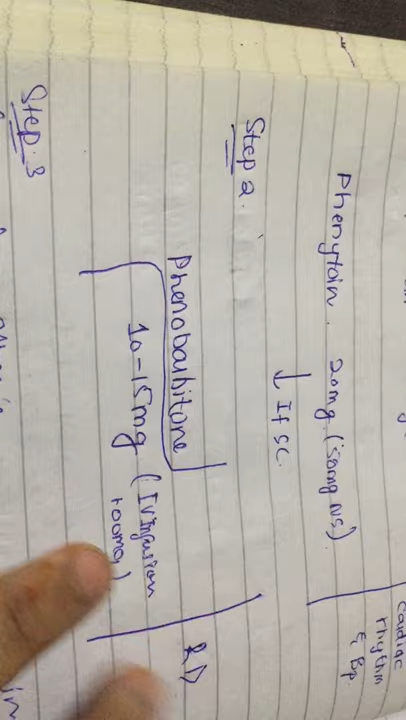 cardiac
rhythm
& Bp.
Phenytoin. 20mg. (50mg NS)
↓ If SC.
Step 2.
Phenobarbitone
10-15mg (IV Infusion
100mg)
RD
Step. 3